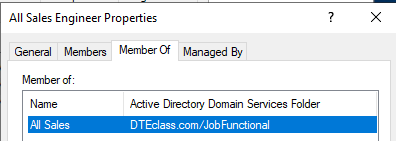 All Sales Engineer Properties ? ×
General Members Member Of Managed By
Member of:
Name Active Directory Domain Services Folder
All Sales DTEclass.com/JobFunctional